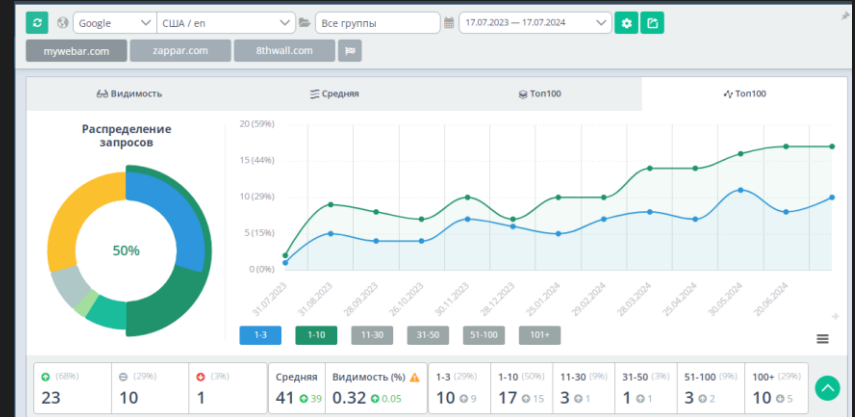 Google США / en Все группы 17.07.2023 — 17.07.2024
mywebar.com zappar.com 8thwall.com
Видимость Средняя Топ100 Топ100
Распределение
запросов
50%
20 (59%)
15 (44%)
10 (29%)
5 (15%)
0 (0%)
31.07.2023 31.08.2023 28.09.2023 26.10.2023 30.11.2023 28.12.2023 25.01.2024 29.02.2024 28.03.2024 25.04.2024 30.05.2024 20.06.2024
1-3 1-10 11-30 31-50 51-100 101+
(68%) (29%) (3%) Средняя Видимость (%) 1-3 (29%) 1-10 (50%) 11-30 (9%) 31-50 (3%) 51-100 (9%) 100+ (29%)
23 10 1 41 39 0.32 0.05 10 9 17 15 3 1 1 1 3 2 10 5